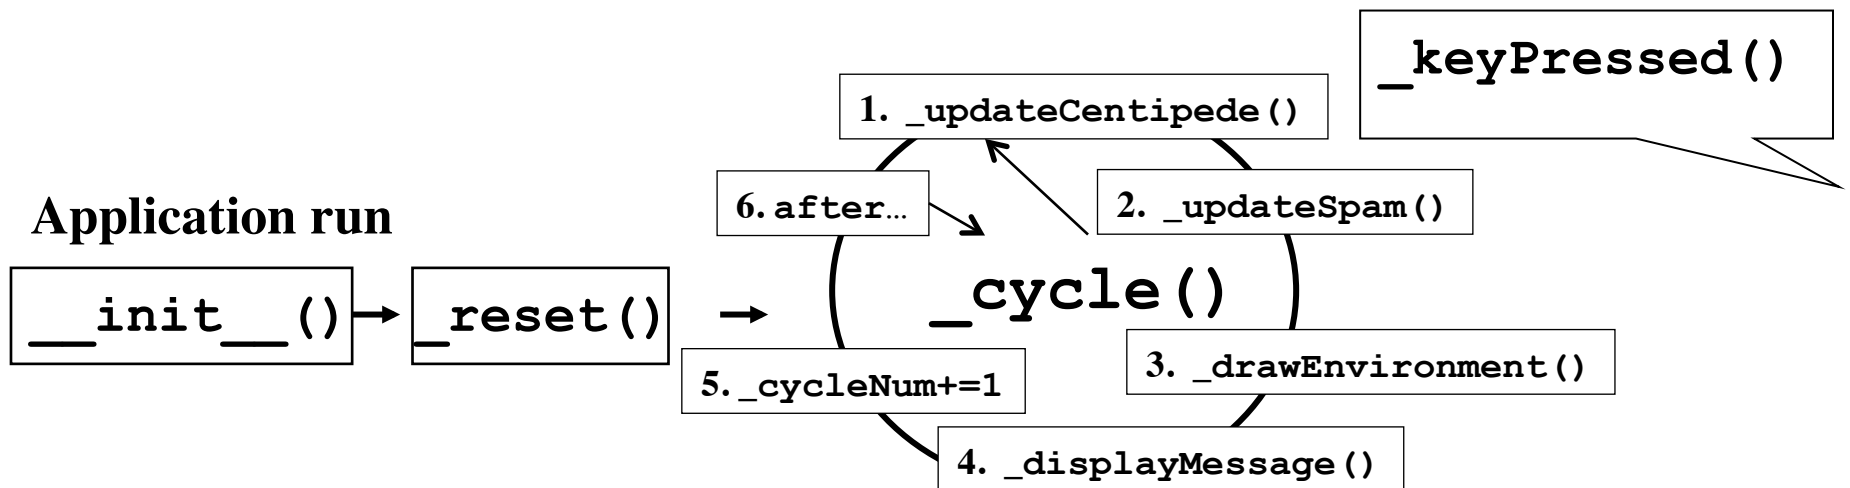 Application run
__init__()
_reset()
_cycle()
1. _updateCentipede()
2. _updateSpam()
3. _drawEnvironment()
4. _displayMessage()
5. _cycleNum+=1
6. after…
_keyPressed()